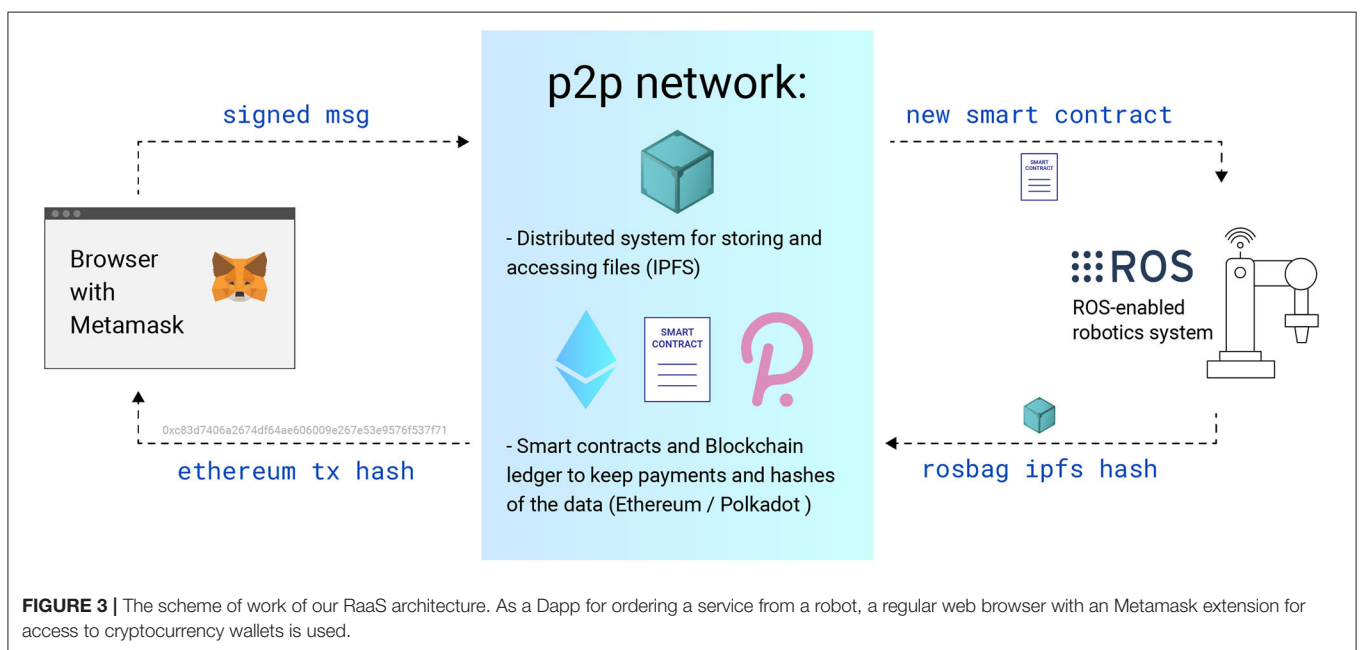 p2p network:
signed msg
new smart contract
SMART
CONTRACT
Browser
with
Metamask
- Distributed system for storing and
accessing files (IPFS)
ROS
ROS-enabled
robotics system
SMART
CONTRACT
0xc83d7406a2674df64ae606009e267e53e9576f537f71
ethereum tx hash
- Smart contracts and Blockchain
ledger to keep payments and hashes
of the data (Ethereum / Polkadot )
rosbag ipfs hash
FIGURE 3 | The scheme of work of our RaaS architecture. As a Dapp for ordering a service from a robot, a regular web browser with an Metamask extension for
access to cryptocurrency wallets is used.